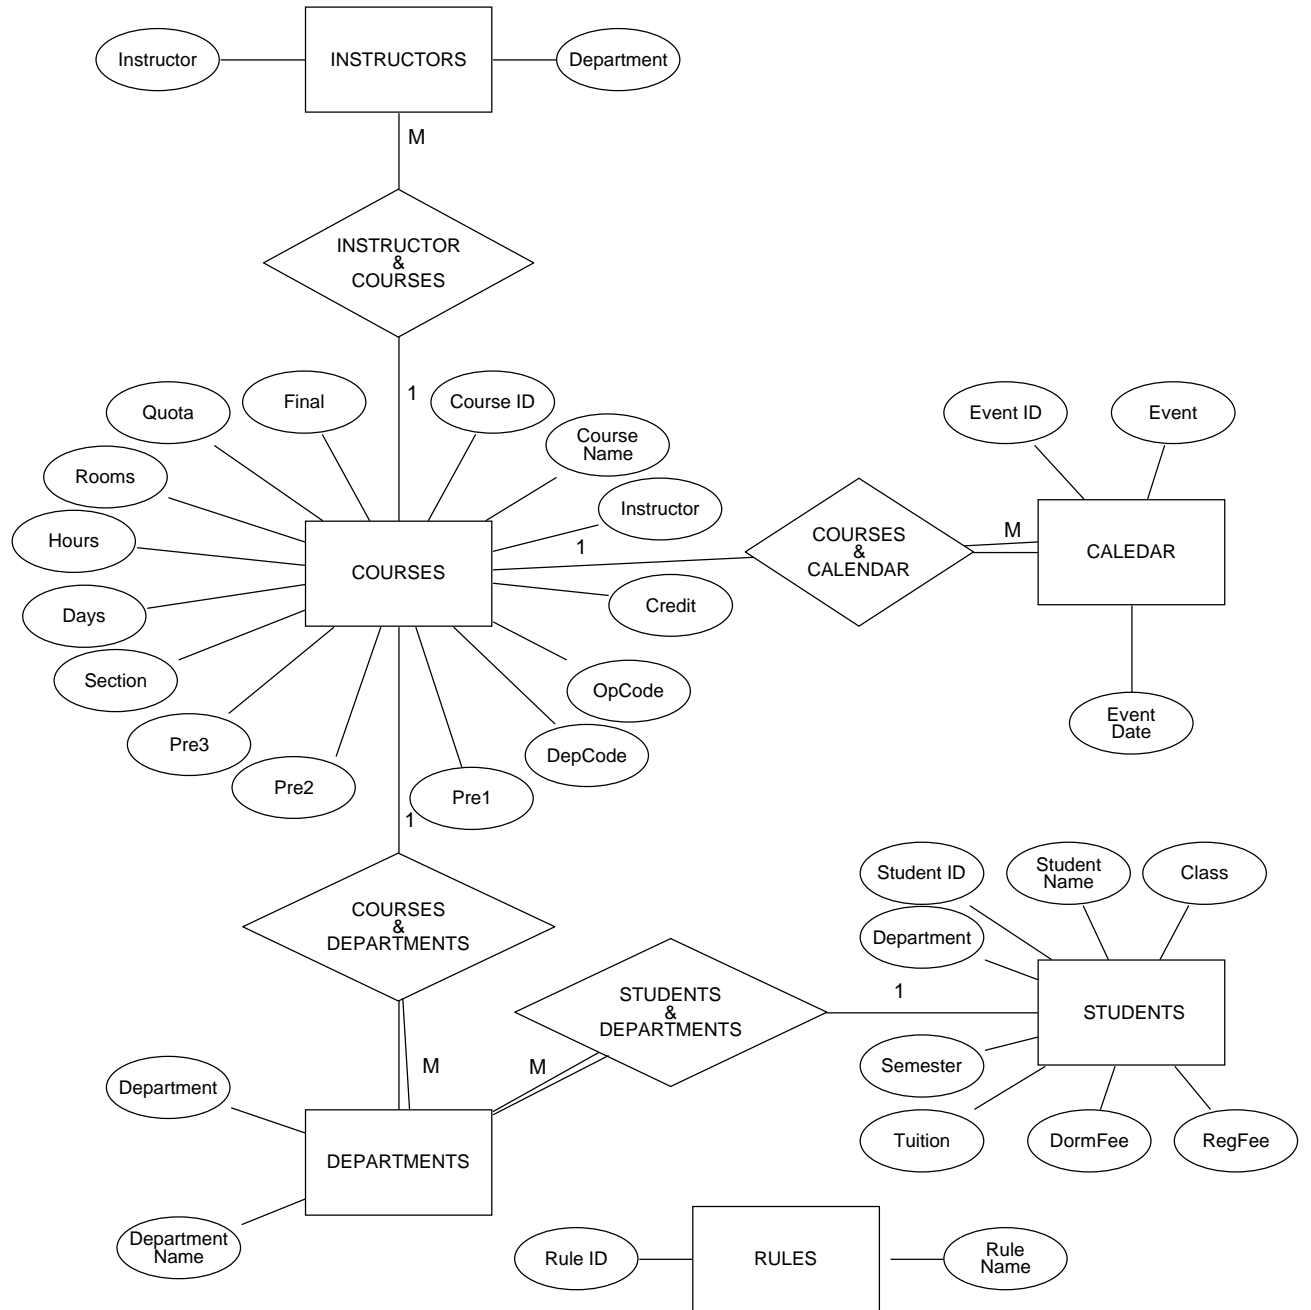 Instructor
INSTRUCTORS
Department
M
INSTRUCTOR
&
COURSES
1
Quota
Final
Course ID
Course
Name
Rooms
Instructor
Hours
COURSES
1
Credit
Days
Section
OpCode
Pre3
DepCode
Pre2
Pre1
1
Event ID
Event
COURSES
&
CALENDAR
M
CALEDAR
Event
Date
COURSES
&
DEPARTMENTS
M
STUDENTS
&
DEPARTMENTS
M
1
Student ID
Student
Name
Class
Department
STUDENTS
Semester
Tuition
DormFee
RegFee
Department
DEPARTMENTS
Department
Name
Rule ID
RULES
Rule
Name